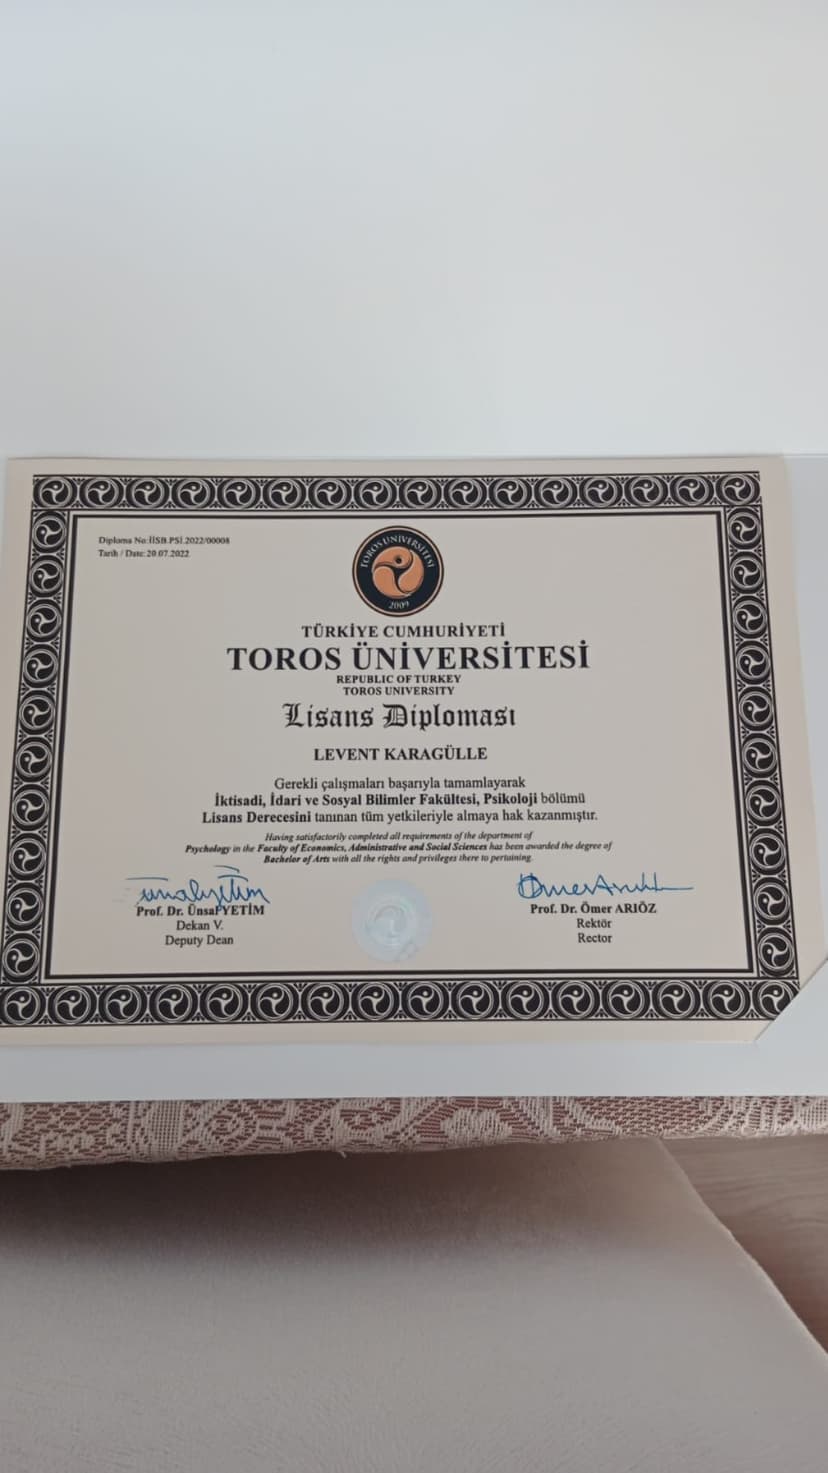 Diploma No:İİSB.PSİ.2022/00008
Tarih / Date: 20.07.2022
TOROS ÜNİVERSİTESİ
2009
TÜRKİYE CUMHURİYETİ
TOROS ÜNİVERSİTESİ
REPUBLIC OF TURKEY
TOROS UNIVERSITY
Lisans Diploması
LEVENT KARAGÜLLE
Gerekli çalışmaları başarıyla tamamlayarak
İktisadi, İdari ve Sosyal Bilimler Fakültesi, Psikoloji bölümü
Lisans Derecesini tanınan tüm yetkileriyle almaya hak kazanmıştır.
Having satisfactorily completed all requirements of the department of
Psychology in the Faculty of Economics, Administrative and Social Sciences has been awarded the degree of
Bachelor of Arts with all the rights and privileges there to pertaining.
Prof. Dr. Ünsal YETİM
Dekan V.
Deputy Dean
Prof. Dr. Ömer ARIÖZ
Rektör
Rector